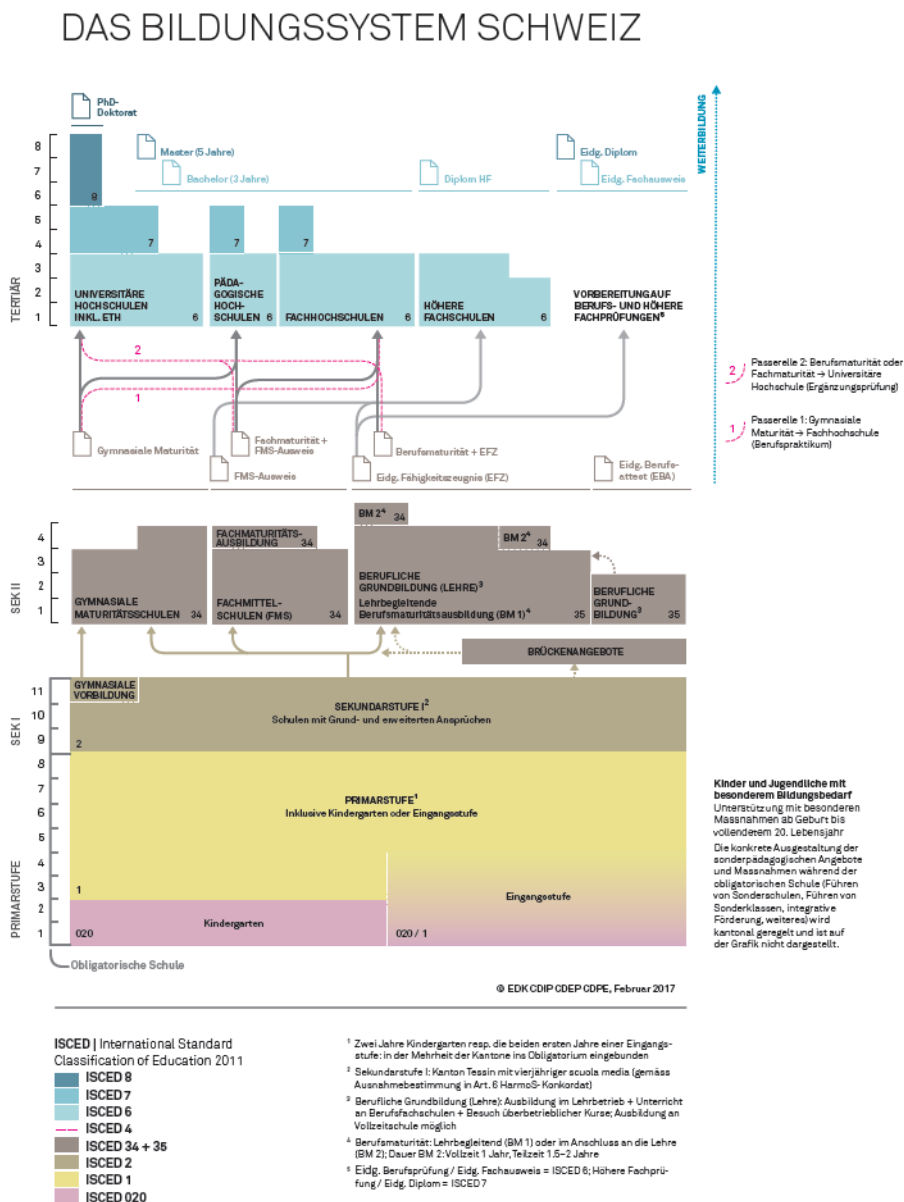 DAS BILDUNGSSYSTEM SCHWEIZ
PhD-
Doktorat
Master (5 Jahre)
Bachelor (3 Jahre)
Diplom HF
Eidg. Diplom
Eidg. Fachausweis
WEITERBILDUNG
TERTIÄR
8
7
6
5
4
3
2
1
8
7
7
7
UNIVERSITÄRE
HOCHSCHULEN
INKL. ETH
6
PÄDA-
GOGISCHE
HOCH-
SCHULEN
6
FACHHOCHSCHULEN
6
HÖHERE
FACHSCHULEN
6
VORBEREITUNG AUF
BERUFS- UND HÖHERE
FACHPRÜFUNGEN⁵
2
1
2
Passerelle 2: Berufsmaturität oder
Fachmaturität → Universitäre
Hochschule (Ergänzungsprüfung)
1
Passerelle 1: Gymnasiale
Maturität → Fachhochschule
(Berufspraktikum)
Gymnasiale Maturität
Fachmaturität +
FMS-Ausweis
Berufsmaturität + EFZ
FMS-Ausweis
Eidg. Fähigkeitszeugnis (EFZ)
Eidg. Berufs-
attest (EBA)
SEK II
4
3
2
1
GYMNASIALE
MATURITÄTSSCHULEN
34
FACHMATURITÄTS-
AUSBILDUNG
34
FACHMITTEL-
SCHULEN (FMS)
34
BM 2⁴
34
BM 2⁴
34
BERUFLICHE
GRUNDBILDUNG (LEHRE)³
Lehrbegleitende
Berufsmaturitätsausbildung (BM 1)⁴
35
BERUFLICHE
GRUND-
BILDUNG³
35
BRÜCKENANGEBOTE
SEK I
11
10
9
GYMNASIALE
VORBILDUNG
SEKUNDARSTUFE I²
Schulen mit Grund- und erweiterten Ansprüchen
2
PRIMARSTUFE
8
7
6
5
4
3
2
1
PRIMARSTUFE¹
Inklusive Kindergarten oder Eingangsstufe
1
Kindergarten
020
Eingangsstufe
020 / 1
Obligatorische Schule
Kinder und Jugendliche mit
besonderem Bildungsbedarf
Unterstützung mit besonderen
Massnahmen ab Geburt bis
vollendetem 20. Lebensjahr
Die konkrete Ausgestaltung der
sonderpädagogischen Angebote
und Massnahmen während der
obligatorischen Schule (Führen
von Sonderschulen, Führen von
Sonderklassen, integrative
Förderung, weiteres) wird
kantonal geregelt und ist auf
der Grafik nicht dargestellt.
© EDK CDIP CDEP CDPE, Februar 2017
ISCED | International Standard
Classification of Education 2011
ISCED 8
ISCED 7
ISCED 6
ISCED 4
ISCED 34 + 35
ISCED 2
ISCED 1
ISCED 020
¹ Zwei Jahre Kindergarten resp. die beiden ersten Jahre einer Eingangs-
stufe: in der Mehrheit der Kantone ins Obligatorium eingebunden
² Sekundarstufe I: Kanton Tessin mit vierjähriger scuola media (gemäss
Ausnahmebestimmung in Art. 6 HarmoS-Konkordat)
³ Berufliche Grundbildung (Lehre): Ausbildung im Lehrbetrieb + Unterricht
an Berufsfachschulen + Besuch überbetrieblicher Kurse; Ausbildung an
Vollzeitschule möglich
⁴ Berufsmaturität: Lehrbegleitend (BM 1) oder im Anschluss an die Lehre
(BM 2); Dauer BM 2: Vollzeit 1 Jahr, Teilzeit 1.5–2 Jahre
⁵ Eidg. Berufsprüfung / Eidg. Fachausweis = ISCED 6; Höhere Fachprü-
fung / Eidg. Diplom = ISCED 7